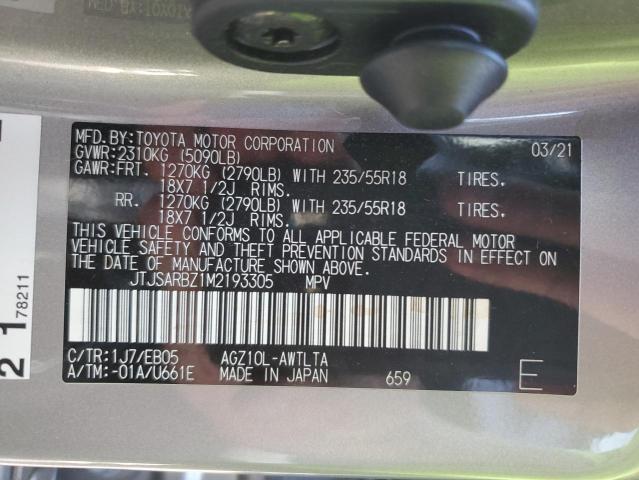 MFD.BY:TOYOTA MOTOR CORPORATION 03/21
GVWR:2310KG (5090LB)
GAWR:FRT. 1270KG (2790LB) WITH 235/55R18 TIRES.
18X7 1/2J RIMS.
RR. 1270KG (2790LB) WITH 235/55R18 TIRES.
18X7 1/2J RIMS.
THIS VEHICLE CONFORMS TO ALL APPLICABLE FEDERAL MOTOR
VEHICLE SAFETY AND THEFT PREVENTION STANDARDS IN EFFECT ON
THE DATE OF MANUFACTURE SHOWN ABOVE.
JTJSARBZ1M2193305 MPV
C/TR:1J7/EB05 AGZ10L-AWTLTA
A/TM:-01A/U661E MADE IN JAPAN 659 E
2 1
78211